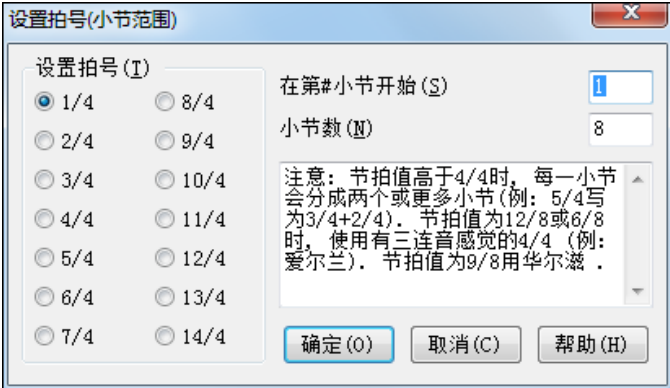 设置拍号(小节范围)
设置拍号(T)
1/4
8/4
2/4
9/4
3/4
10/4
4/4
11/4
5/4
12/4
6/4
13/4
7/4
14/4
在第#小节开始(S)
1
小节数(N)
8
注意: 节拍值高于4/4时, 每一小节
会分成两个或更多小节(例: 5/4写
为3/4+2/4). 节拍值为12/8或6/8
时, 使用有三连音感觉的4/4 (例:
爱尔兰). 节拍值为9/8用华尔滋 .
确定(O)
取消(C)
帮助(H)